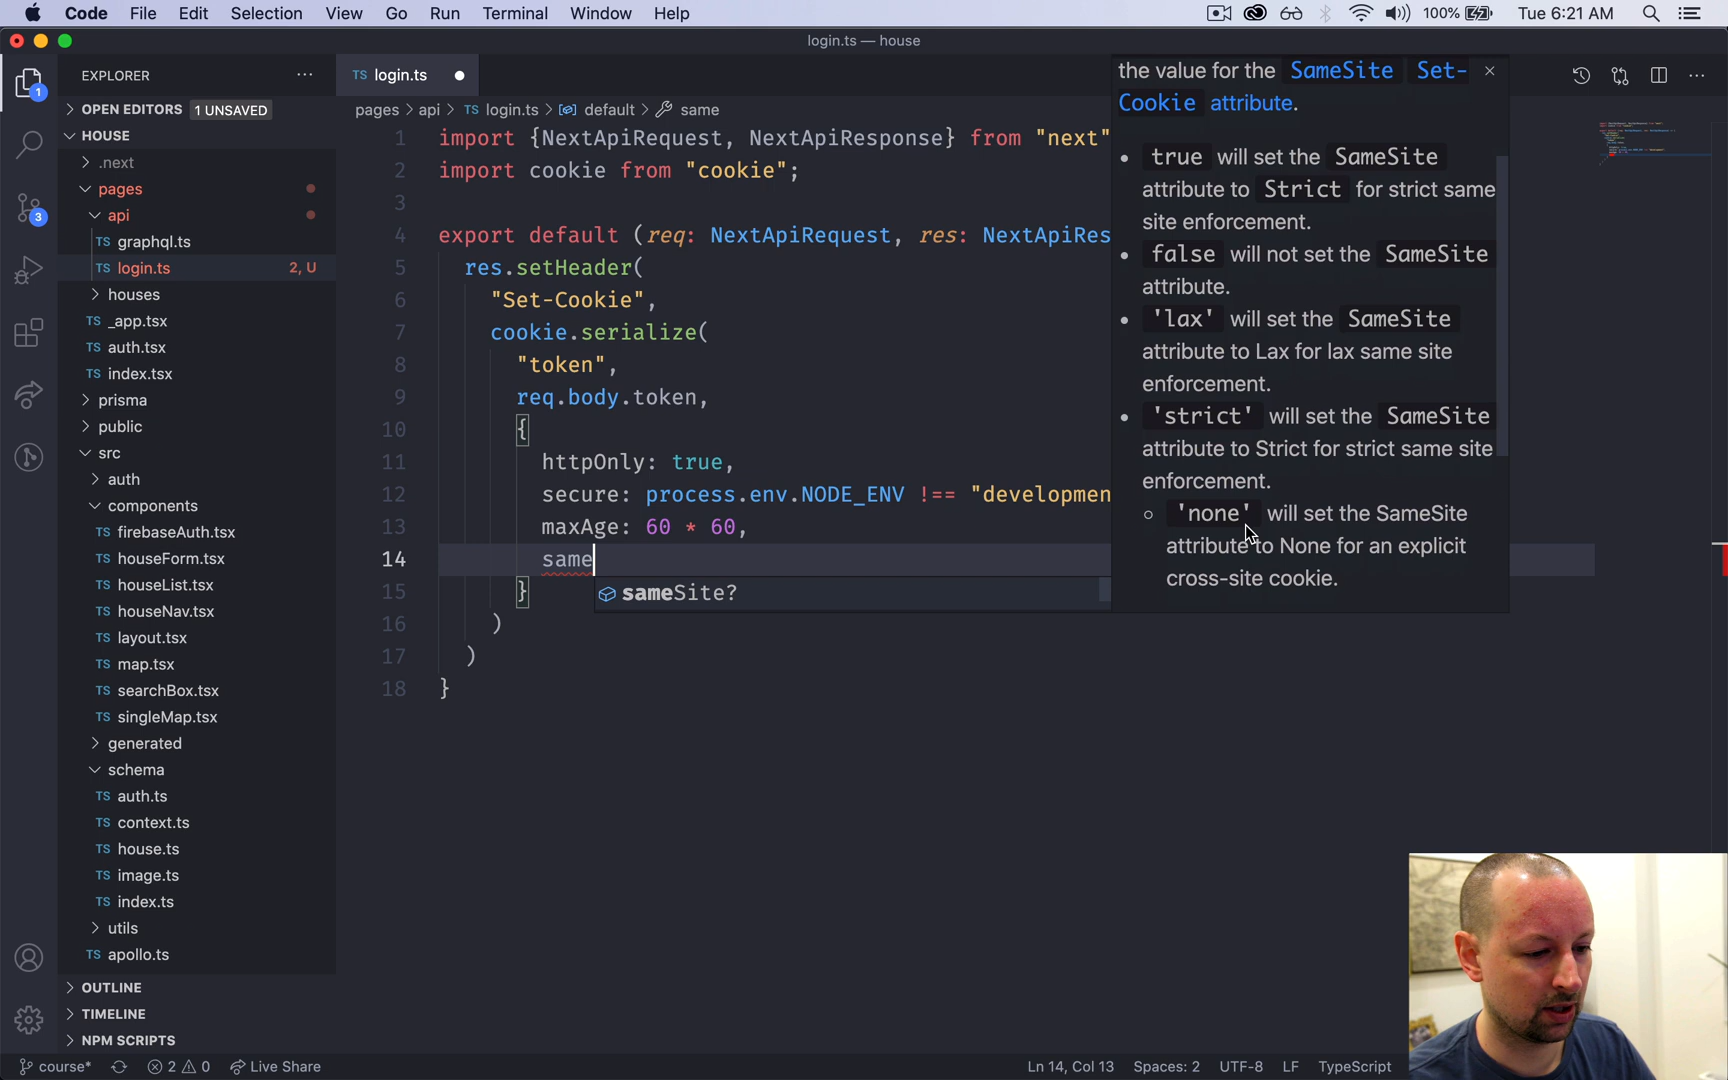 Code File Edit Selection View Go Run Terminal Window Help 100% Tue 6:21 AM
login.ts — house
EXPLORER ···
TS login.ts
OPEN EDITORS 1 UNSAVED
HOUSE
.next
pages
api
TS graphql.ts
TS login.ts 2, U
houses
TS _app.tsx
TS auth.tsx
TS index.tsx
prisma
public
src
auth
components
TS firebaseAuth.tsx
TS houseForm.tsx
TS houseList.tsx
TS houseNav.tsx
TS layout.tsx
TS map.tsx
TS searchBox.tsx
TS singleMap.tsx
generated
schema
TS auth.ts
TS context.ts
TS house.ts
TS image.ts
TS index.ts
utils
TS apollo.ts
OUTLINE
TIMELINE
NPM SCRIPTS
pages > api > TS login.ts > default > same
1 import {NextApiRequest, NextApiResponse} from "next"
2 import cookie from "cookie";
3
4 export default (req: NextApiRequest, res: NextApiRes
5 res.setHeader(
6 "Set-Cookie",
7 cookie.serialize(
8 "token",
9 req.body.token,
10 {
11 httpOnly: true,
12 secure: process.env.NODE_ENV !== "developmen
13 maxAge: 60 * 60,
14 same
15 }
16 )
17 )
18 }
sameSite?
the value for the SameSite Set-
Cookie attribute.
• true will set the SameSite
attribute to Strict for strict same
site enforcement.
• false will not set the SameSite
attribute.
• 'lax' will set the SameSite
attribute to Lax for lax same site
enforcement.
• 'strict' will set the SameSite
attribute to Strict for strict same site
enforcement.
○ 'none' will set the SameSite
attribute to None for an explicit
cross-site cookie.
1
3
course* 2 0 Live Share Ln 14, Col 13 Spaces: 2 UTF-8 LF TypeScript